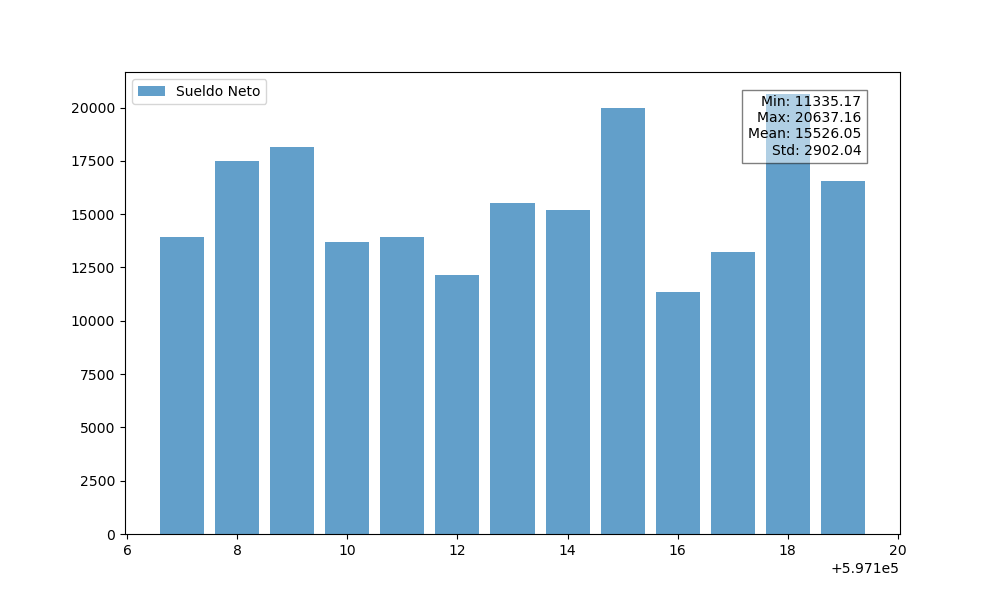 Sueldo Neto
Min: 11335.17
Max: 20637.16
Mean: 15526.05
Std: 2902.04
20000
17500
15000
12500
10000
7500
5000
2500
0
6 8 10 12 14 16 18 20
+5.971e5